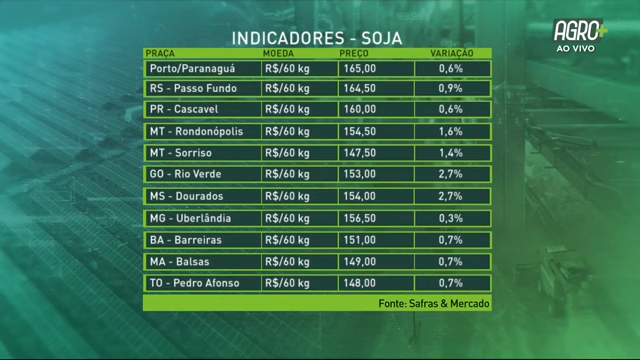 AGRO+
AO VIVO
INDICADORES - SOJA
PRAÇA MOEDA PREÇO VARIAÇÃO
Porto/Paranaguá R$/60 kg 165,00 0,6%
RS - Passo Fundo R$/60 kg 164,50 0,9%
PR - Cascavel R$/60 kg 160,00 0,6%
MT - Rondonópolis R$/60 kg 154,50 1,6%
MT - Sorriso R$/60 kg 147,50 1,4%
GO - Rio Verde R$/60 kg 153,00 2,7%
MS - Dourados R$/60 kg 154,00 2,7%
MG - Uberlândia R$/60 kg 156,50 0,3%
BA - Barreiras R$/60 kg 151,00 0,7%
MA - Balsas R$/60 kg 149,00 0,7%
TO - Pedro Afonso R$/60 kg 148,00 0,7%
Fonte: Safras & Mercado